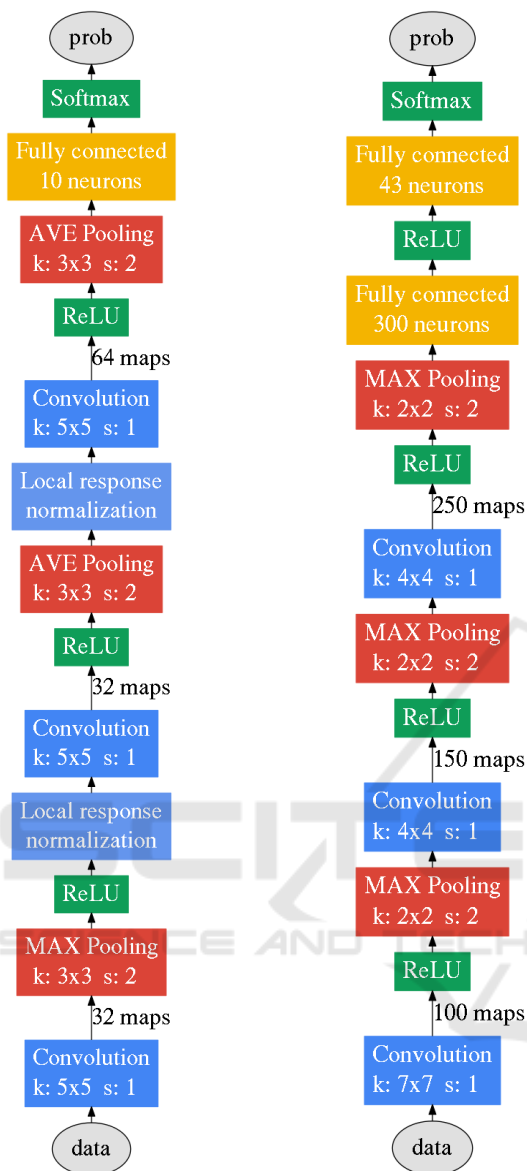 prob
Softmax
Fully connected
10 neurons
AVE Pooling
k: 3x3 s: 2
ReLU
64 maps
Convolution
k: 5x5 s: 1
Local response
normalization
AVE Pooling
k: 3x3 s: 2
ReLU
32 maps
Convolution
k: 5x5 s: 1
Local response
normalization
ReLU
MAX Pooling
k: 3x3 s: 2
32 maps
Convolution
k: 5x5 s: 1
data
prob
Softmax
Fully connected
43 neurons
ReLU
Fully connected
300 neurons
MAX Pooling
k: 2x2 s: 2
ReLU
250 maps
Convolution
k: 4x4 s: 1
MAX Pooling
k: 2x2 s: 2
ReLU
150 maps
Convolution
k: 4x4 s: 1
MAX Pooling
k: 2x2 s: 2
ReLU
100 maps
Convolution
k: 7x7 s: 1
data
SCITE
SCIENCE AND TECH